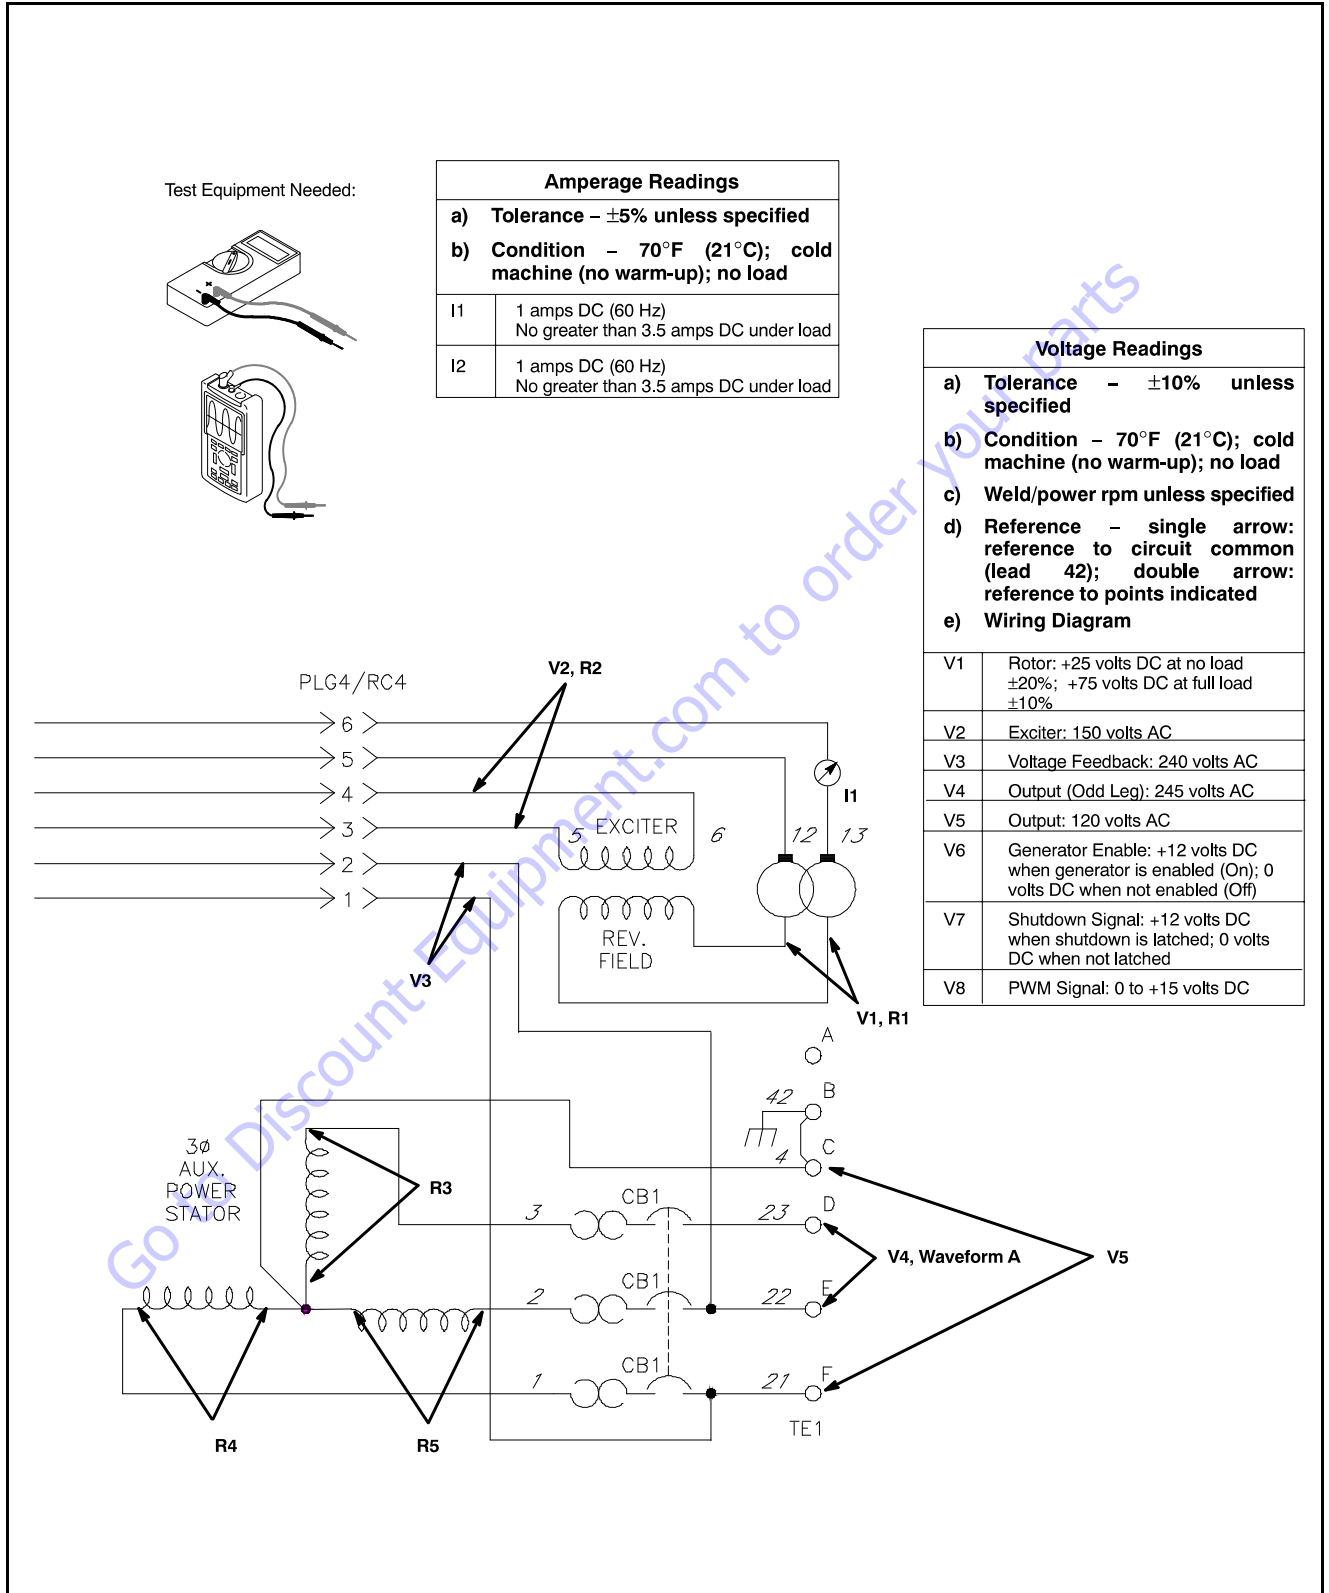 Test Equipment Needed:
Amperage Readings
a) Tolerance – ±5% unless specified
b) Condition – 70°F (21°C); cold
machine (no warm-up); no load
I1 1 amps DC (60 Hz)
No greater than 3.5 amps DC under load
I2 1 amps DC (60 Hz)
No greater than 3.5 amps DC under load
Voltage Readings
a) Tolerance – ±10% unless
specified
b) Condition – 70°F (21°C); cold
machine (no warm-up); no load
c) Weld/power rpm unless specified
d) Reference – single arrow:
reference to circuit common
(lead 42); double arrow:
reference to points indicated
e) Wiring Diagram
V1 Rotor: +25 volts DC at no load
±20%; +75 volts DC at full load
±10%
V2 Exciter: 150 volts AC
V3 Voltage Feedback: 240 volts AC
V4 Output (Odd Leg): 245 volts AC
V5 Output: 120 volts AC
V6 Generator Enable: +12 volts DC
when generator is enabled (On); 0
volts DC when not enabled (Off)
V7 Shutdown Signal: +12 volts DC
when shutdown is latched; 0 volts
DC when not latched
V8 PWM Signal: 0 to +15 volts DC
PLG4/RC4
V2, R2
6
5
4
3
2
1
I1
5 EXCITER 6
12 13
REV.
FIELD
V3
V1, R1
A
B
42
C
4
3ø
AUX.
POWER
STATOR
R3
3 CB1 23 D
V4, Waveform A
V5
2 CB1 22 E
1 CB1 21 F
TE1
R4
R5
Go to Discount-Equipment.com to order your parts